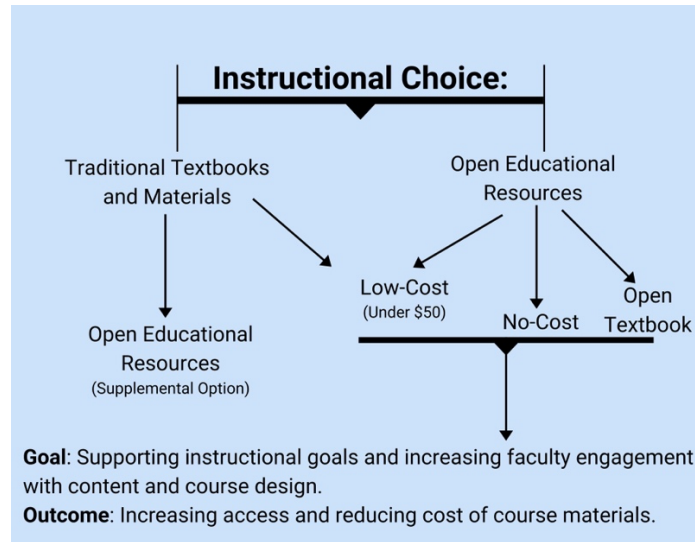 Instructional Choice:
Traditional Textbooks
and Materials
Open Educational
Resources
Low-Cost
(Under $50)
No-Cost
Open
Textbook
Open Educational
Resources
(Supplemental Option)
Goal: Supporting instructional goals and increasing faculty engagement
with content and course design.
Outcome: Increasing access and reducing cost of course materials.